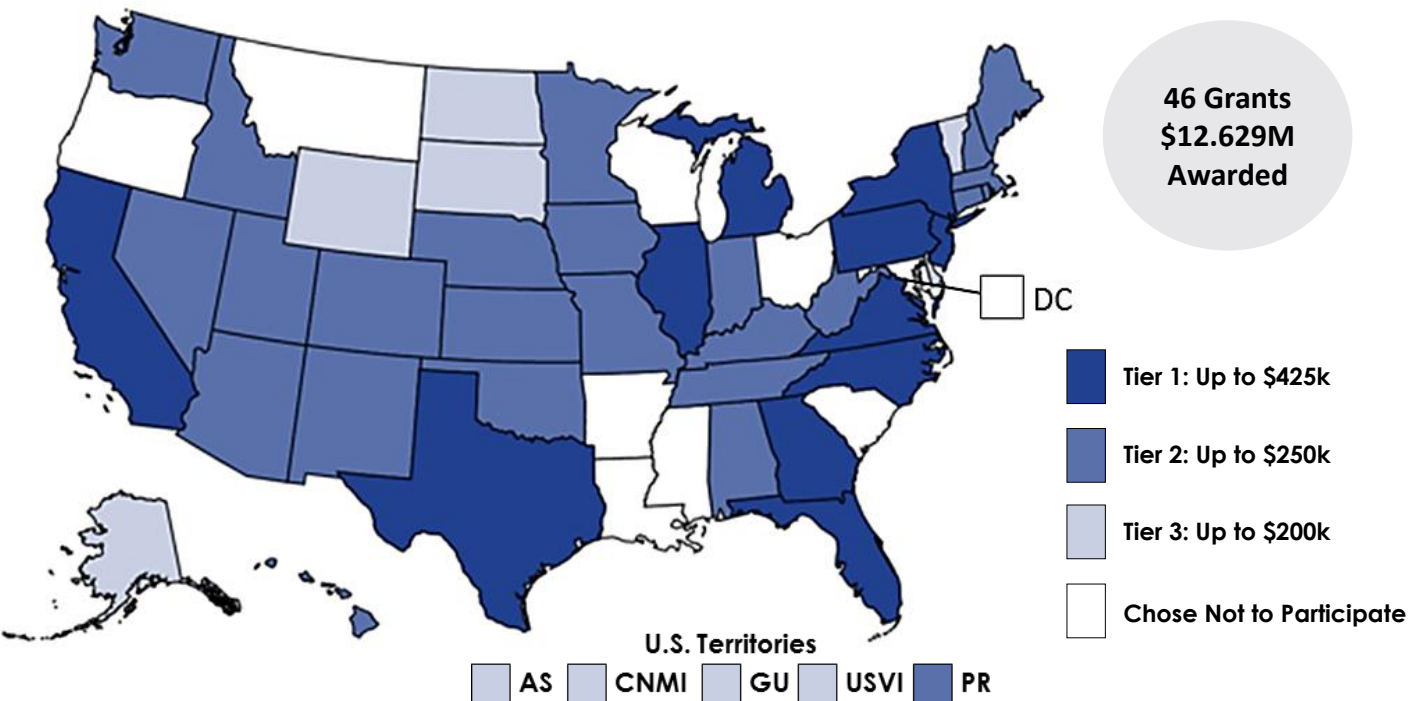 46 Grants
$12.629M
Awarded
DC
Tier 1: Up to $425k
Tier 2: Up to $250k
Tier 3: Up to $200k
Chose Not to Participate
U.S. Territories
AS CNMI GU USVI PR